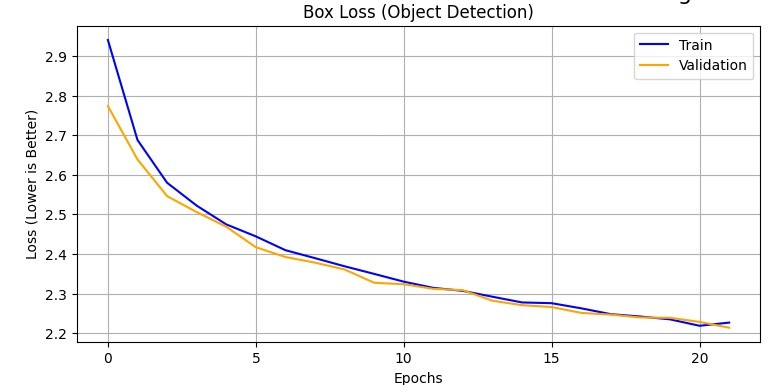 Box Loss (Object Detection)
Train
Validation
Loss (Lower is Better)
2.9
2.8
2.7
2.6
2.5
2.4
2.3
2.2
0 5 10 15 20
Epochs